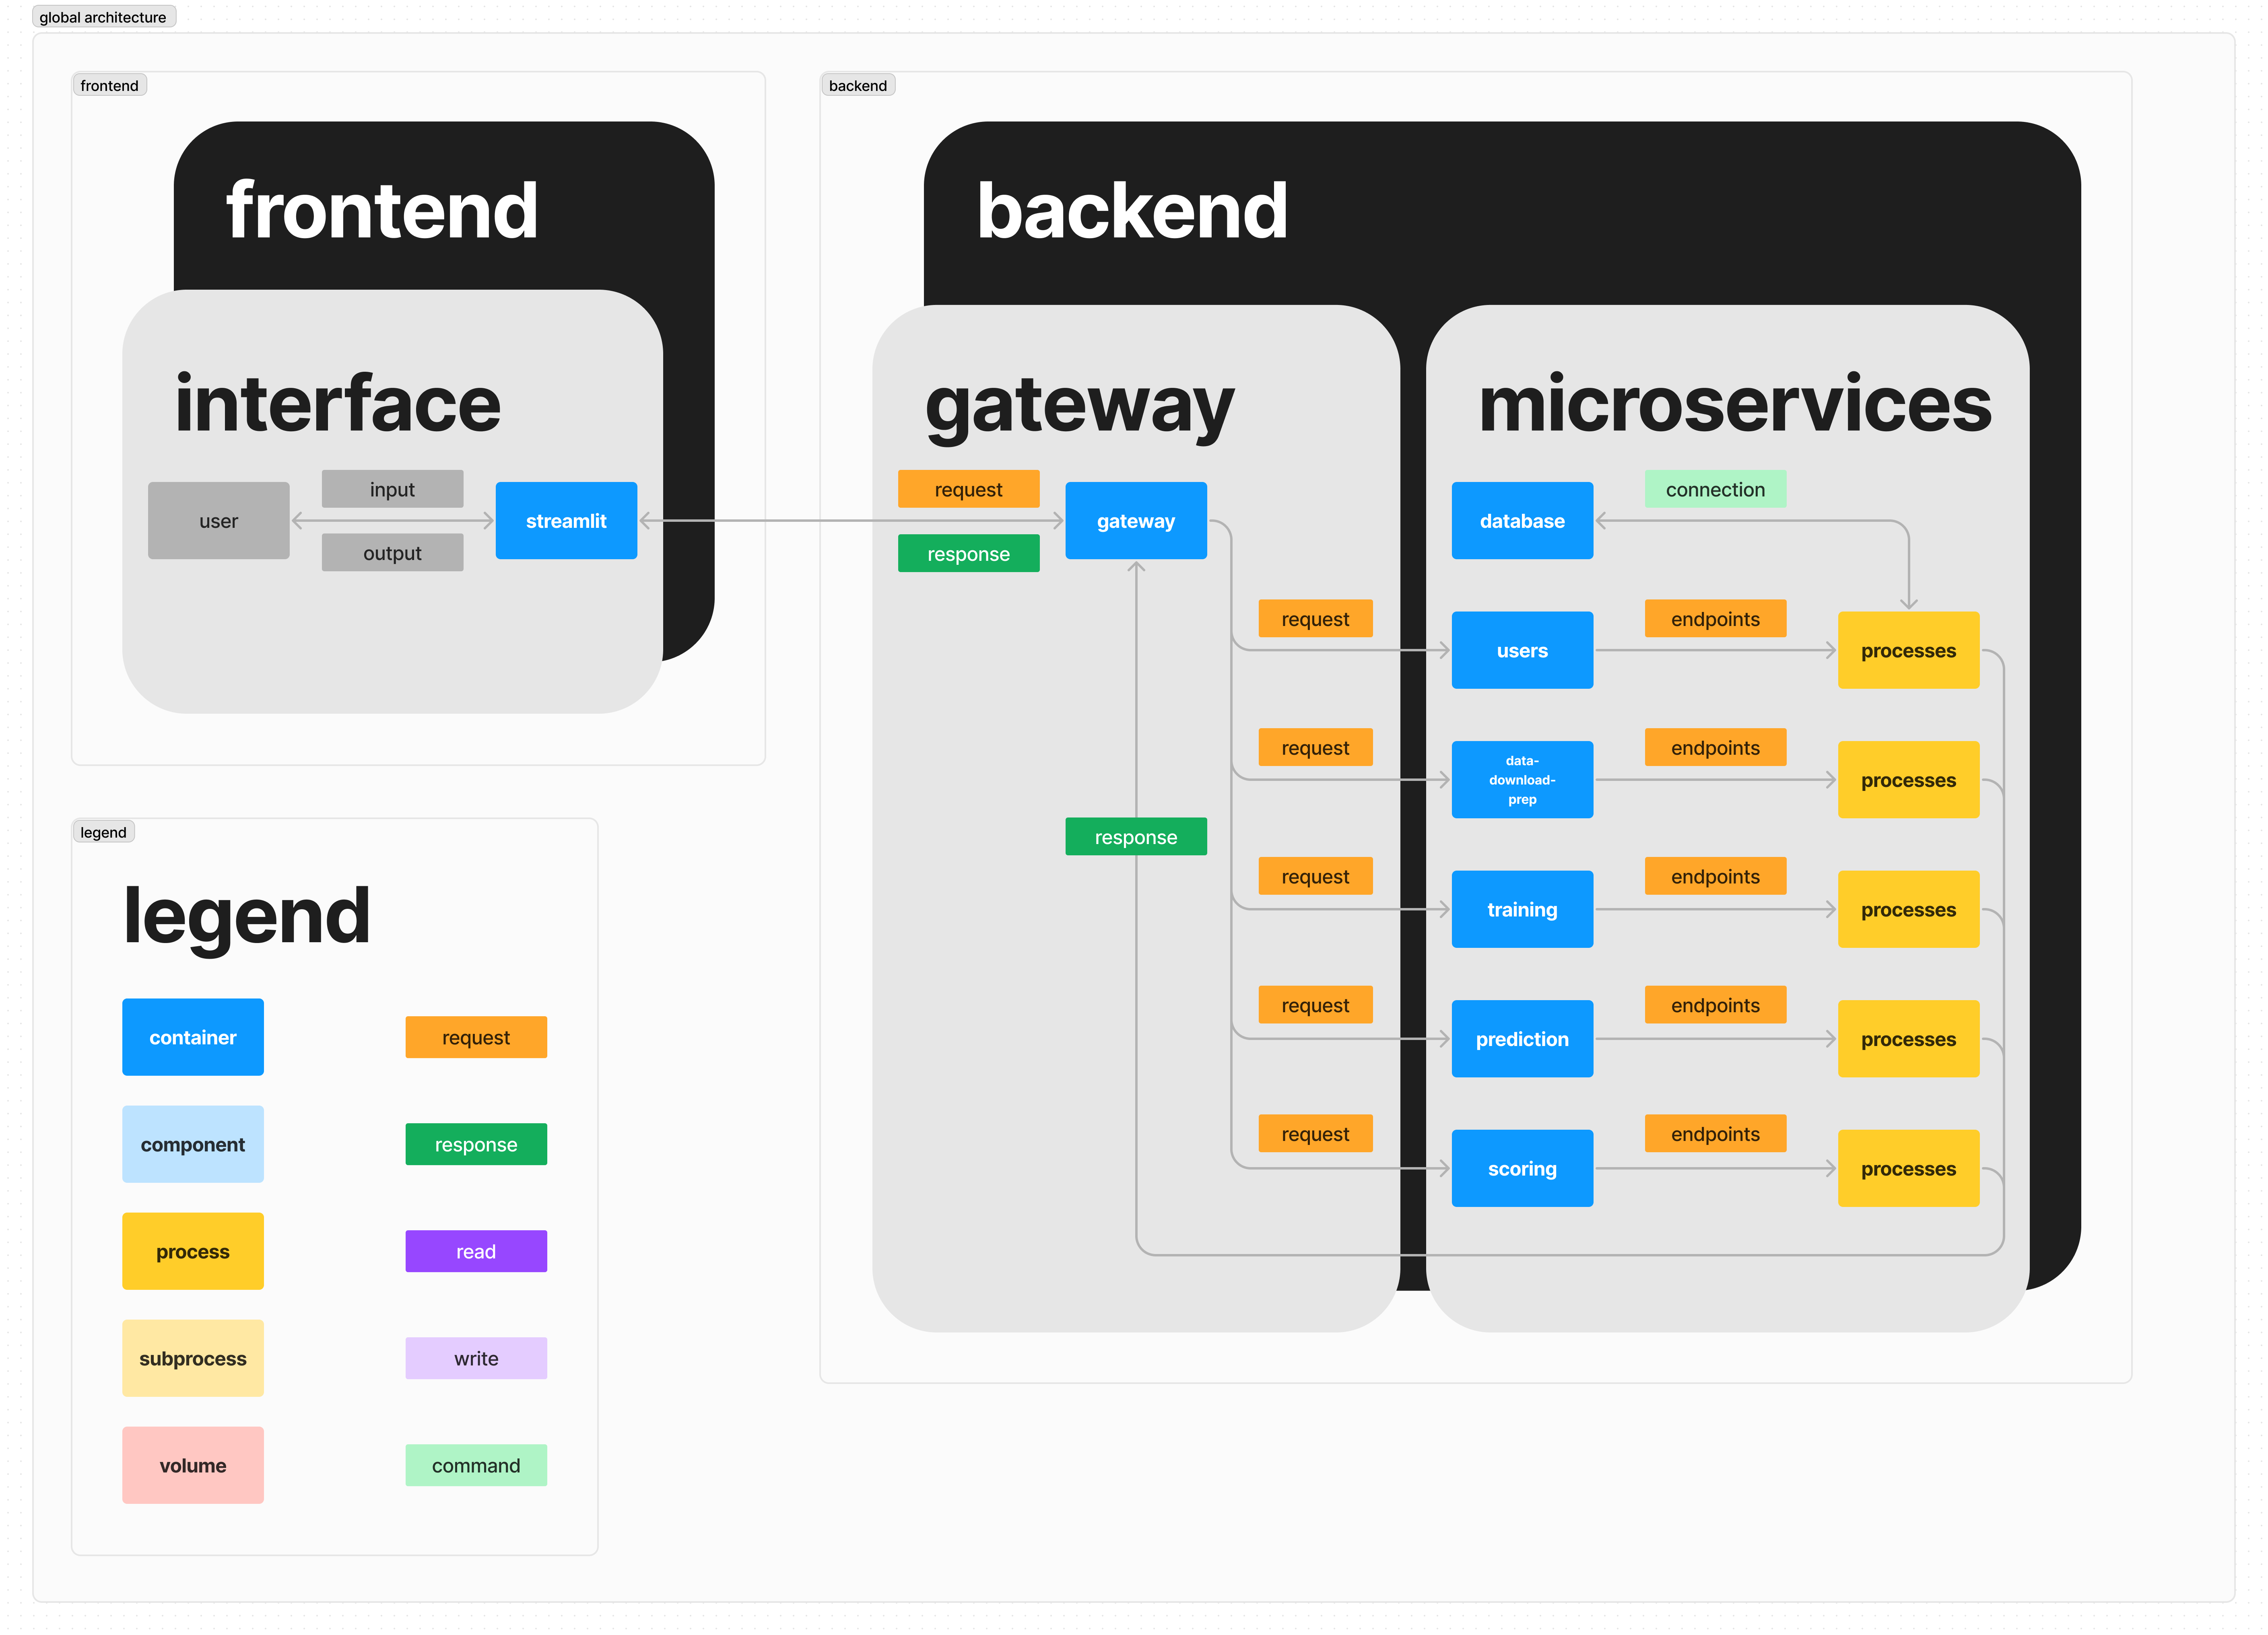 global architecture
frontend
frontend
interface
user
input
output
streamlit
backend
backend
gateway
request
response
gateway
request
request
response
request
request
request
microservices
database
connection
users
endpoints
processes
data-
download-
prep
endpoints
processes
training
endpoints
processes
prediction
endpoints
processes
scoring
endpoints
processes
legend
legend
container
request
component
response
process
read
subprocess
write
volume
command